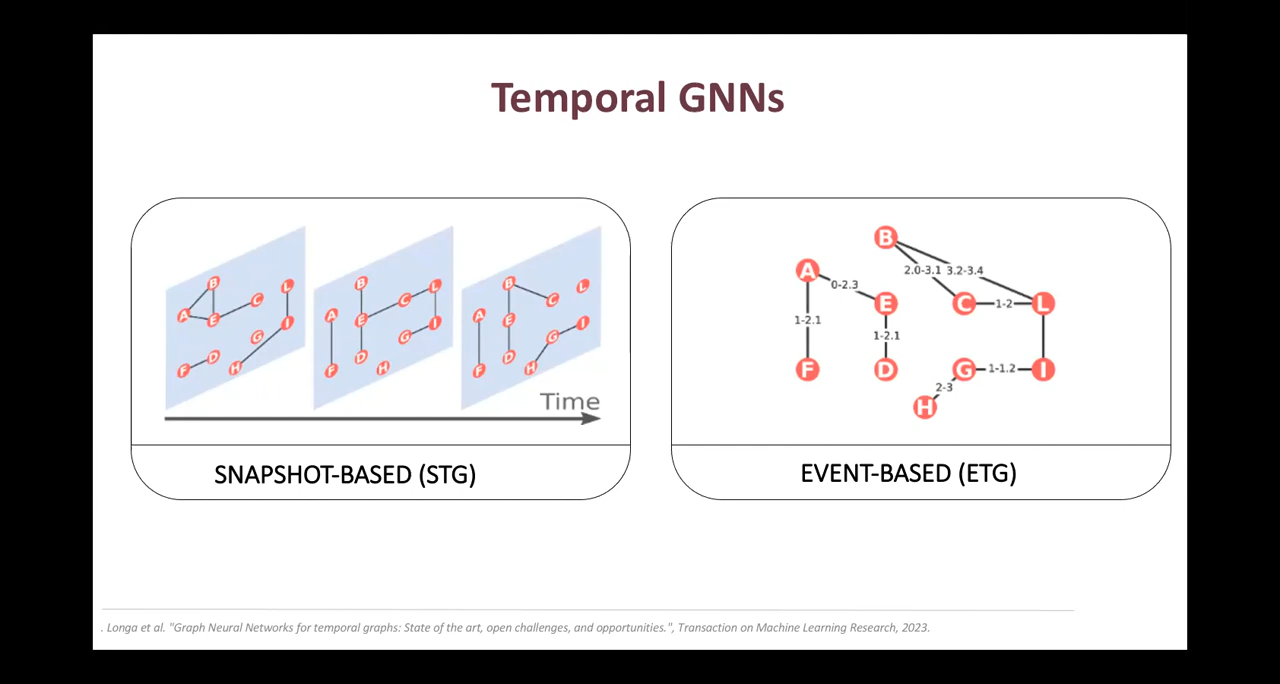 Temporal GNNs
B
A
E
C
L
I
G
H
F
D
B
A
E
C
L
I
G
D
F
H
B
A
E
C
L
I
G
D
F
H
Time
SNAPSHOT-BASED (STG)
B
A
2.0-3.1 3.2-3.4
0-2.3
E
C
1-2
L
1-2.1
1-2.1
F
D
G
1-1.2
I
2-3
H
EVENT-BASED (ETG)
. Longa et al. "Graph Neural Networks for temporal graphs: State of the art, open challenges, and opportunities.", Transaction on Machine Learning Research, 2023.